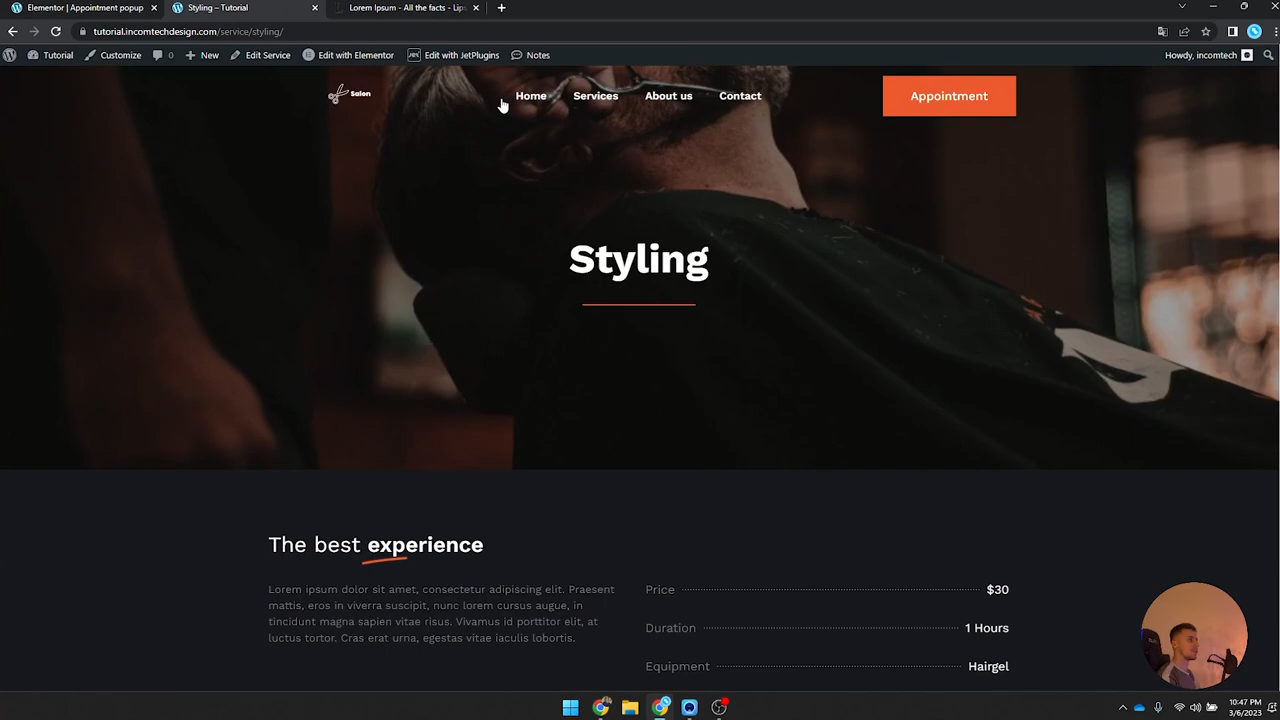 Elementor | Appointment popup
Styling – Tutorial
Lorem Ipsum - All the facts - Lips
tutorial.incomtechdesign.com/service/styling/
Tutorial
Customize
0
New
Edit Service
Edit with Elementor
Edit with JetPlugins
Notes
Howdy, incomtech
Salon
Home
Services
About us
Contact
Appointment
Styling
The best experience
Lorem ipsum dolor sit amet, consectetur adipiscing elit. Praesent
mattis, eros in viverra suscipit, nunc lorem cursus augue, in
tincidunt magna sapien vitae risus. Vivamus id porttitor elit, at
luctus tortor. Cras erat urna, egestas vitae iaculis lobortis.
Price $30
Duration 1 Hours
Equipment Hairgel
10:47 PM
3/6/2023